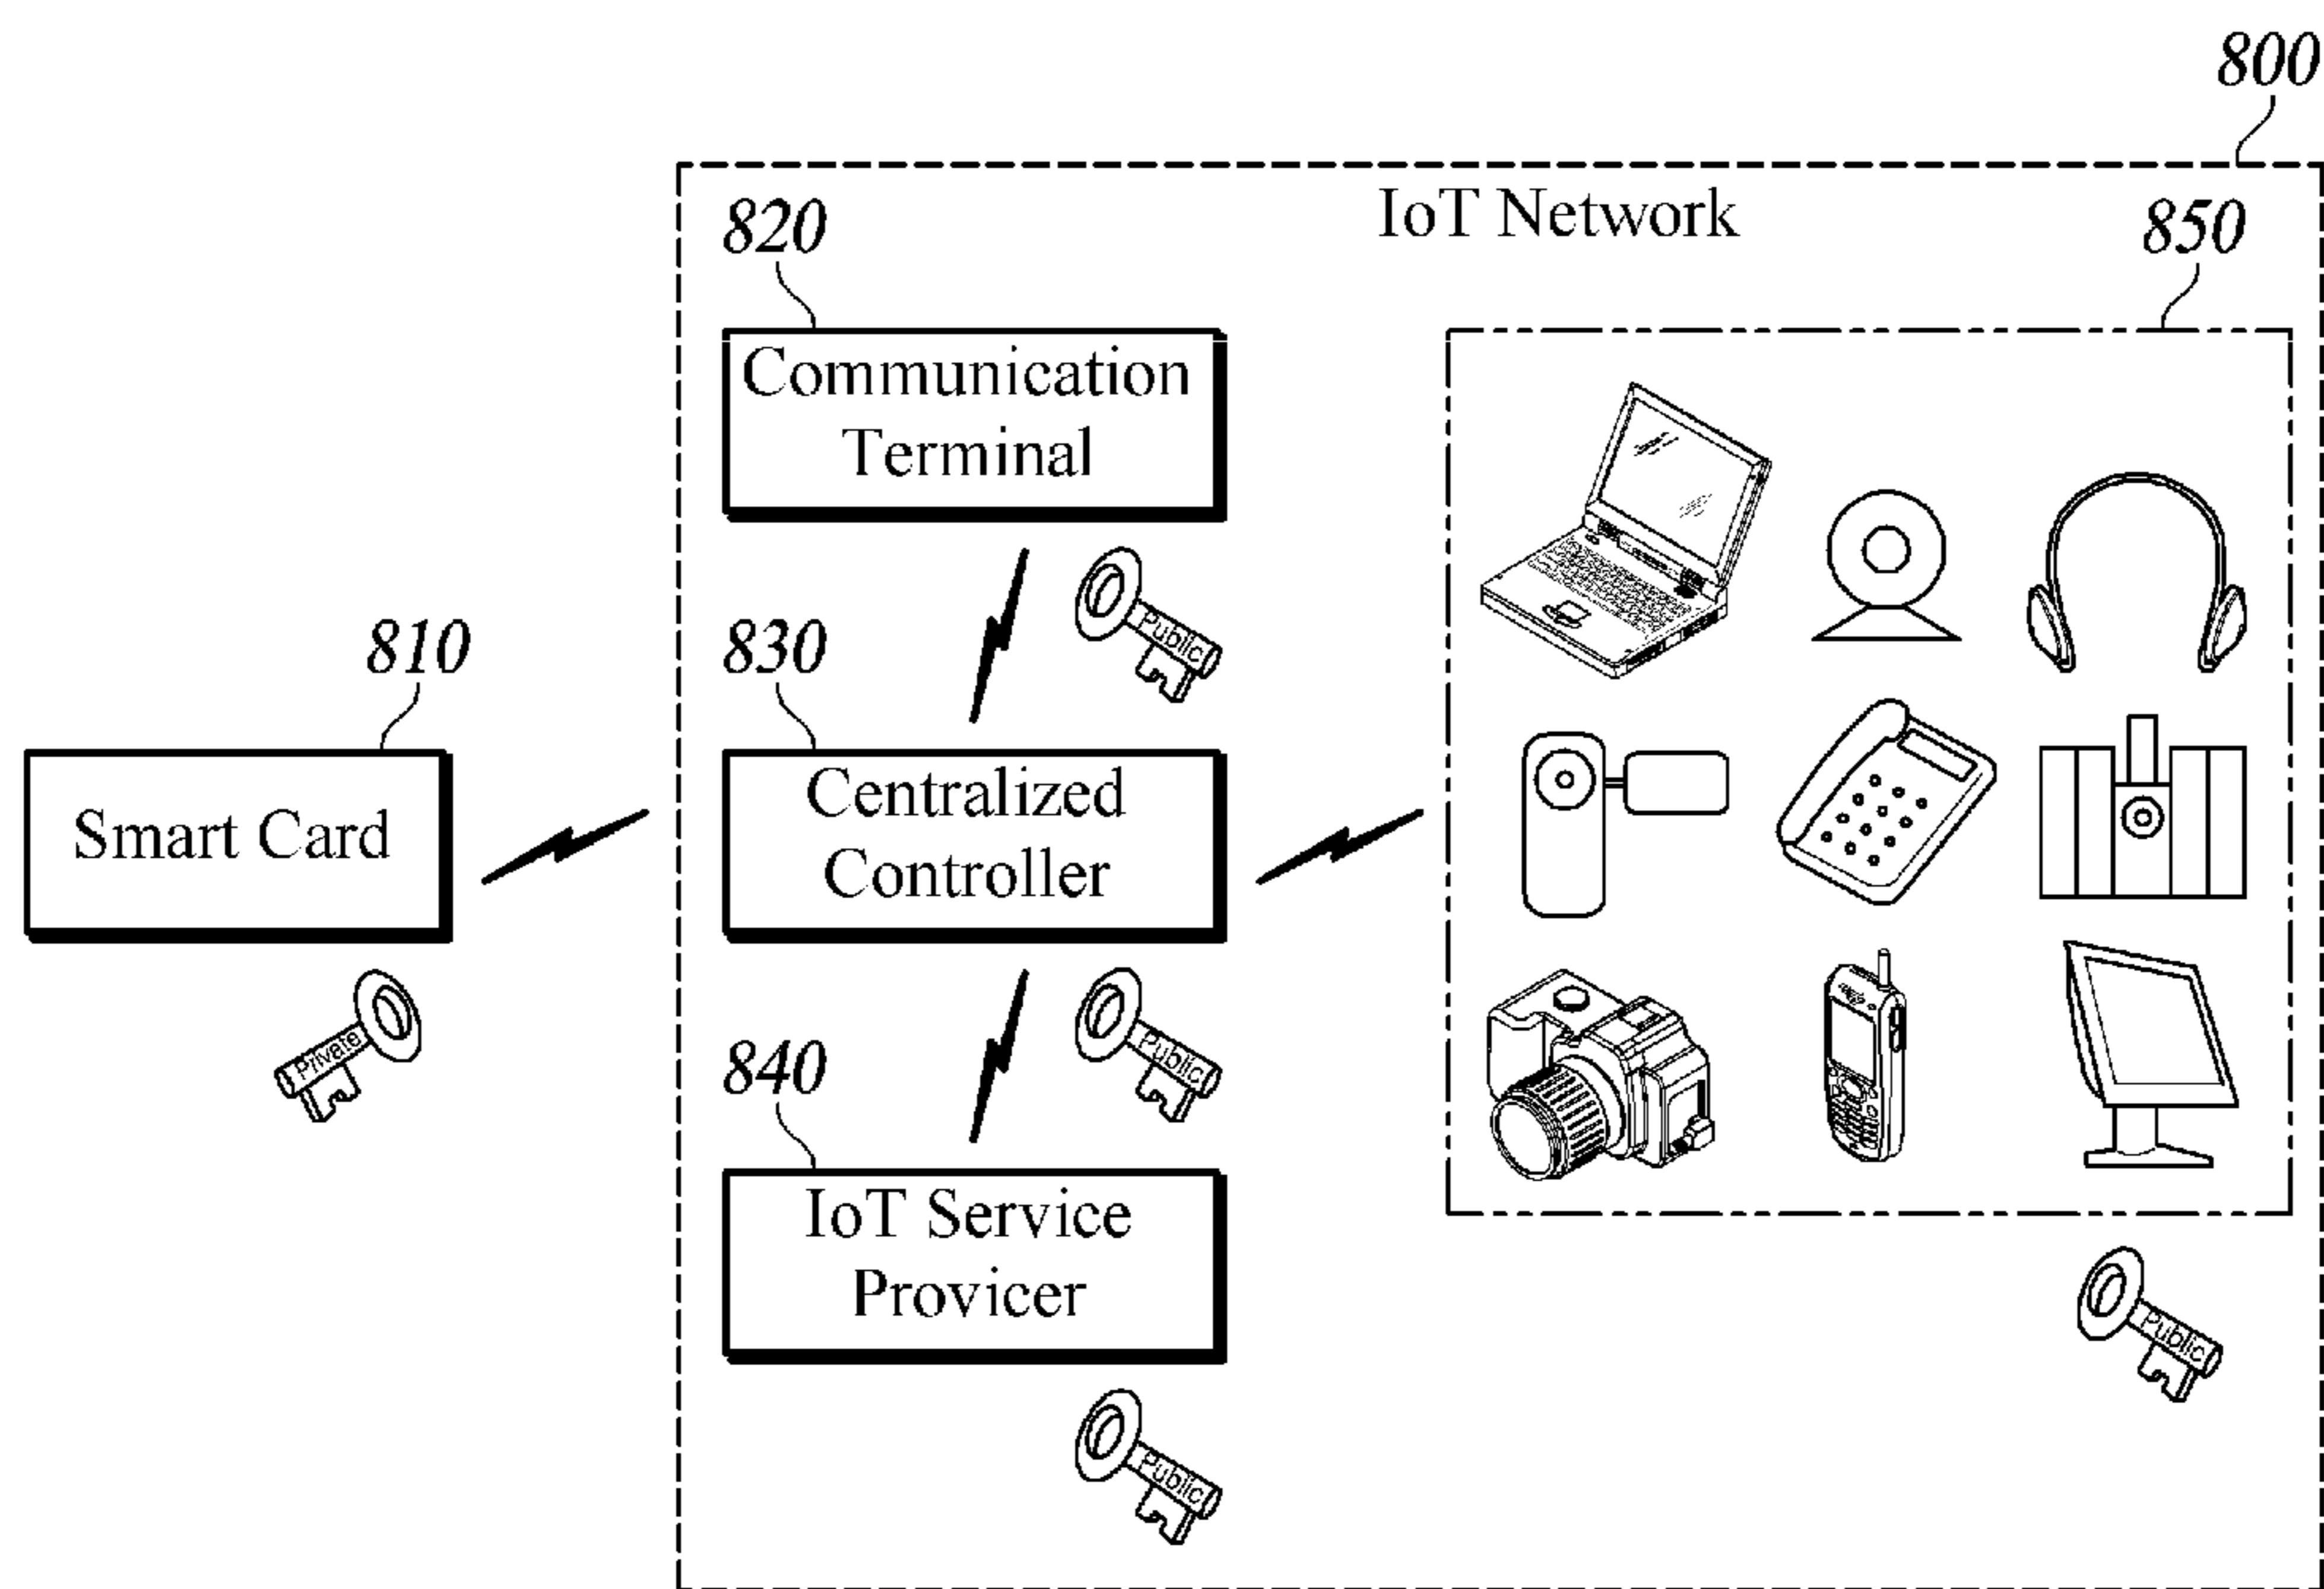 800
IoT Network
820
850
Communication
Terminal
Public
810
830
Smart Card
Centralized
Controller
Private
Public
840
IoT Service
Provicer
Public
Public